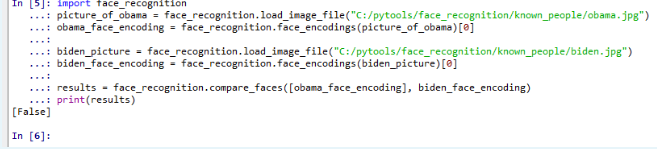 In [5]: import face_recognition
...: picture_of_obama = face_recognition.load_image_file("C:/pytools/face_recognition/known_people/obama.jpg")
...: obama_face_encoding = face_recognition.face_encodings(picture_of_obama)[0]
...:
...: biden_picture = face_recognition.load_image_file("C:/pytools/face_recognition/known_people/biden.jpg")
...: biden_face_encoding = face_recognition.face_encodings(biden_picture)[0]
...:
...: results = face_recognition.compare_faces([obama_face_encoding], biden_face_encoding)
...: print(results)
[False]
In [6]: